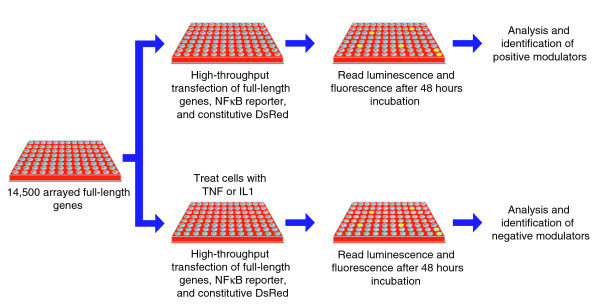 14,500 arrayed full-length
genes
High-throughput
transfection of full-length
genes, NFκB reporter,
and constitutive DsRed
Read luminescence and
fluorescence after 48 hours
incubation
Analysis and
identification of
positive modulators
Treat cells with
TNF or IL1
High-throughput
transfection of full-length
genes, NFκB reporter,
and constitutive DsRed
Read luminescence and
fluorescence after 48 hours
incubation
Analysis and
identification of
negative modulators